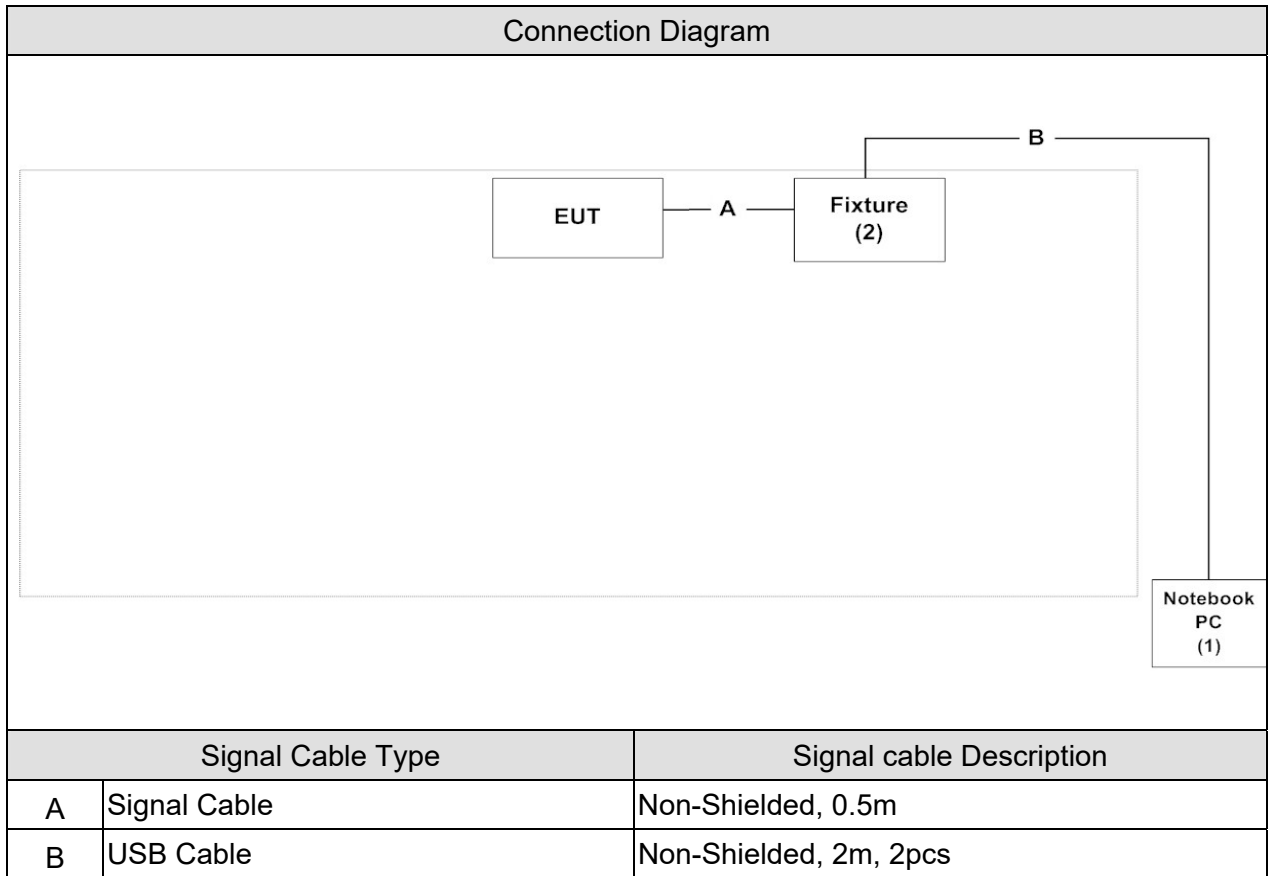 Connection Diagram
B
EUT
A
Fixture
(2)
Notebook
PC
(1)
Signal Cable Type
Signal cable Description
A
Signal Cable
Non-Shielded, 0.5m
B
USB Cable
Non-Shielded, 2m, 2pcs